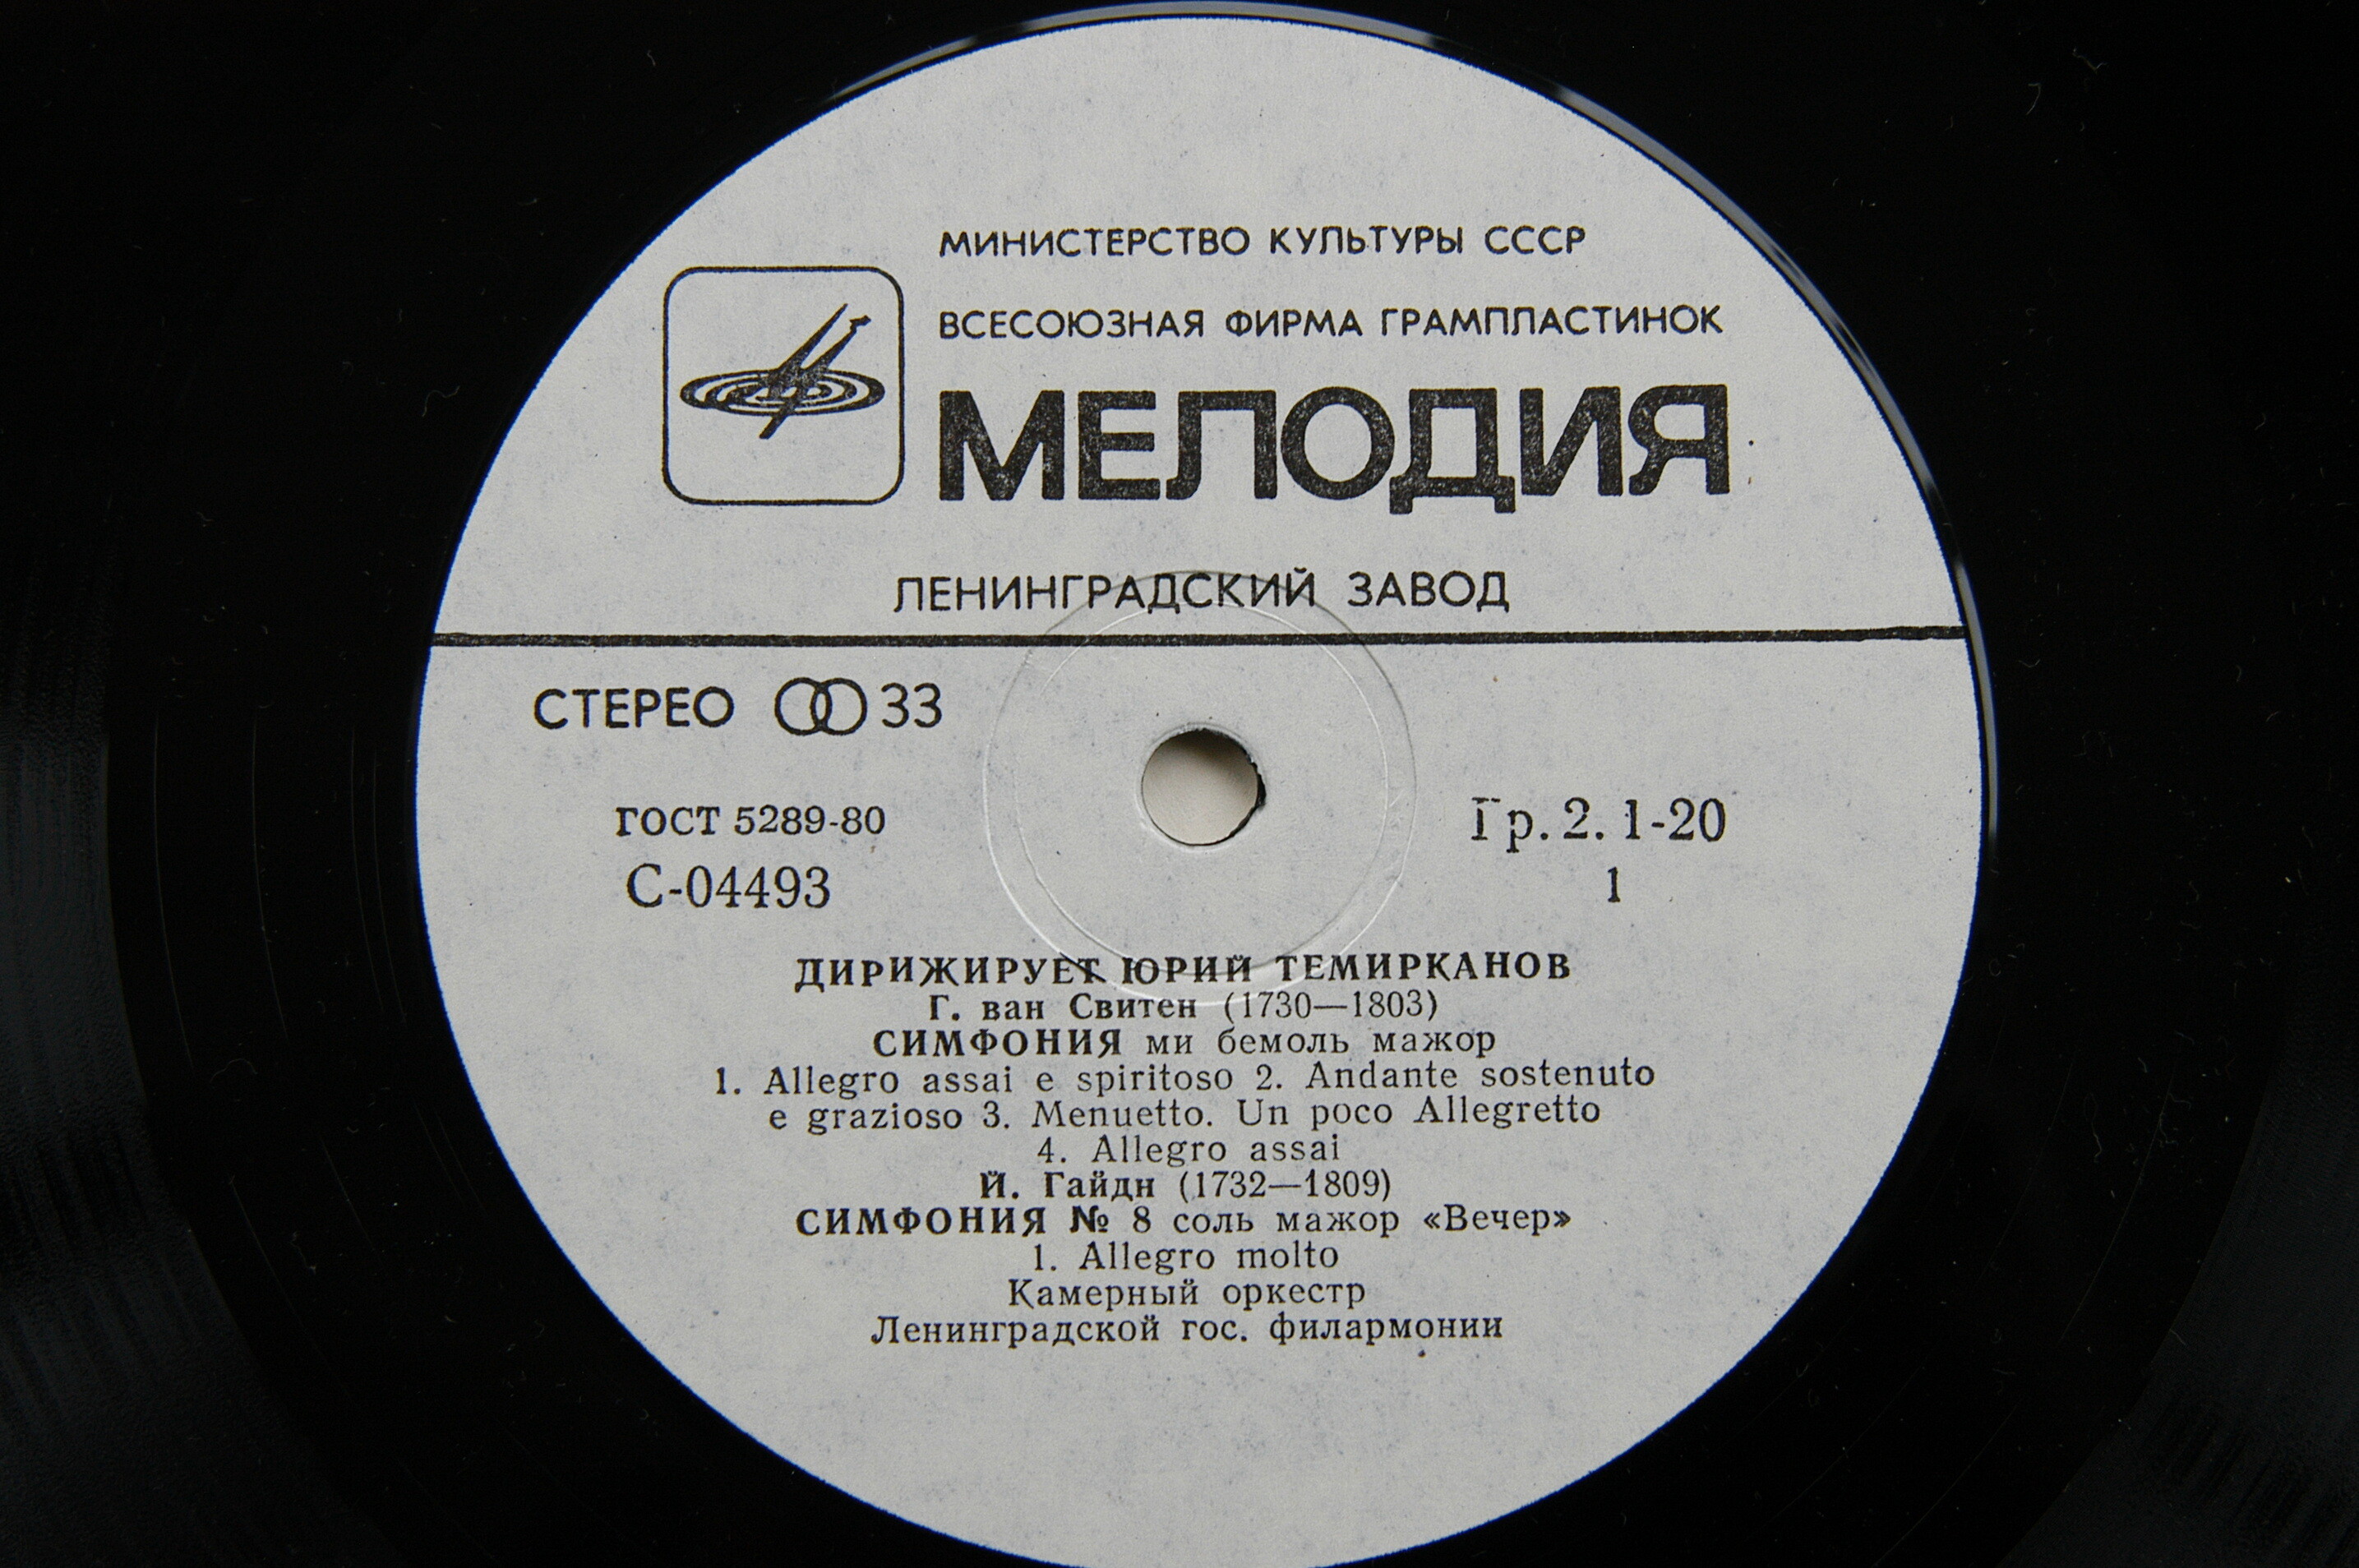 МИНИСТЕРСТВО КУЛЬТУРЫ СССР
ВСЕСОЮЗНАЯ ФИРМА ГРАМПЛАСТИНОК
МЕЛОДИЯ
ЛЕНИНГРАДСКИЙ ЗАВОД
СТЕРЕО 33
ГОСТ 5289-80
Гр. 2. 1-20
С-04493
1
ДИРИЖИРУЕТ ЮРИЙ ТЕМИРКАНОВ
Г. ван Свитен (1730—1803)
СИМФОНИЯ ми бемоль мажор
1. Allegro assai e spiritoso 2. Andante sostenuto
e grazioso 3. Menuetto. Un poco Allegretto
4. Allegro assai
Й. Гайдн (1732—1809)
СИМФОНИЯ № 8 соль мажор «Вечер»
1. Allegro molto
Камерный оркестр
Ленинградской гос. филармонии